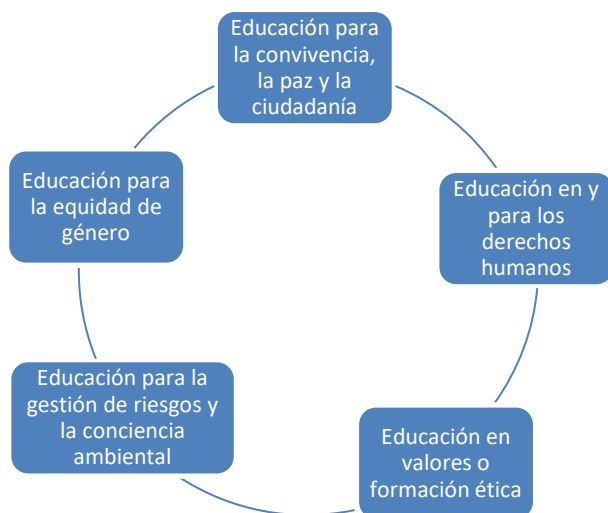 Educación para
la convivencia,
la paz y la
ciudadanía
Educación en y
para los
derechos
humanos
Educación en
valores o
formación ética
Educación para la
gestión de riesgos y
la conciencia
ambiental
Educación para
la equidad de
género